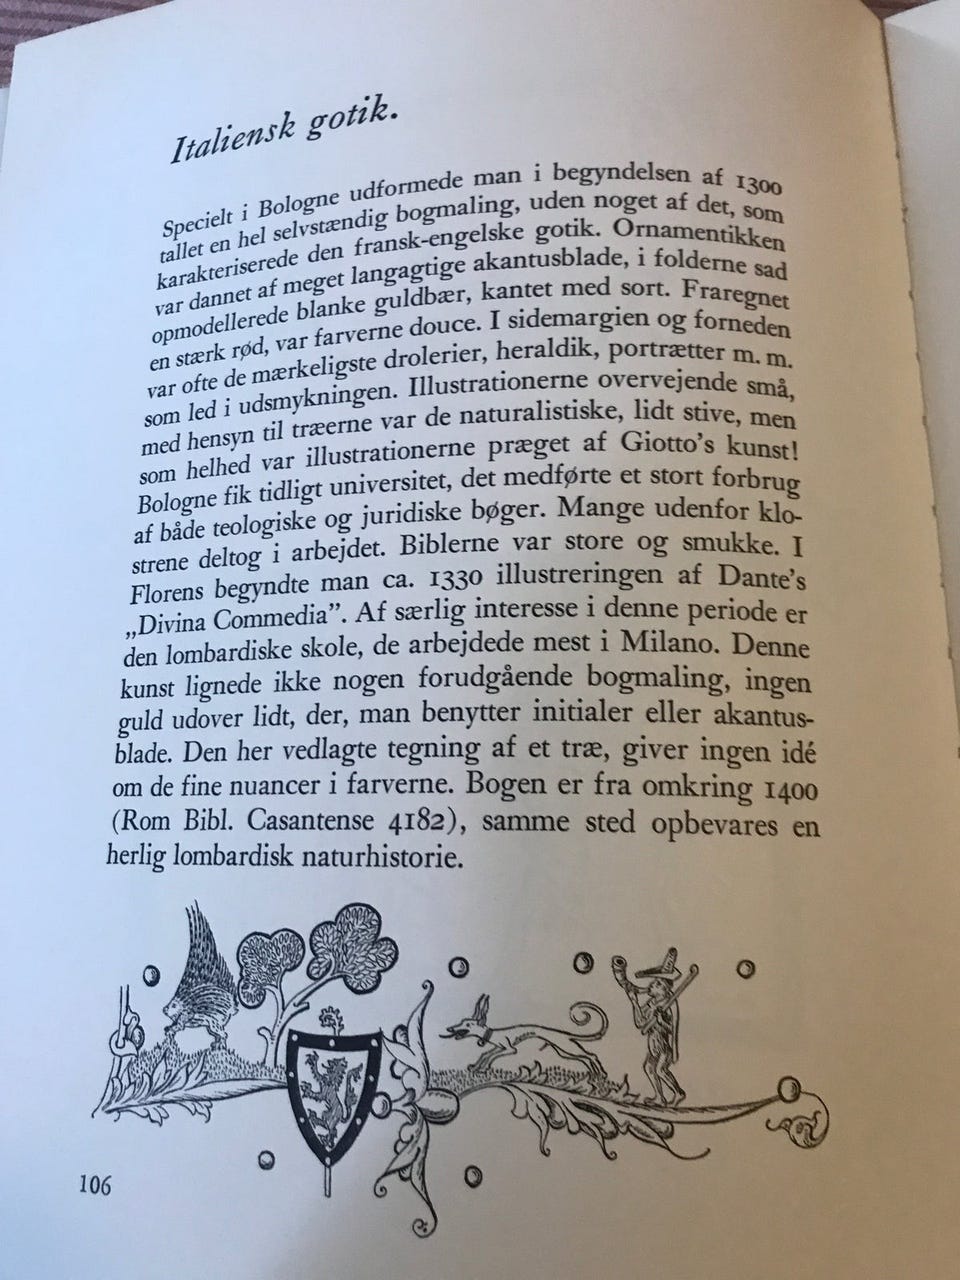 Italiensk gotik.
Specielt i Bologne udformede man i begyndelsen af 1300
tallet en hel selvstændig bogmaling, uden noget af det, som
karakteriserede den fransk-engelske gotik. Ornamentikken
var dannet af meget langagtige akantusblade, i folderne sad
opmodellerede blanke guldbær, kantet med sort. Fraregnet
en stærk rød, var farverne douce. I sidemargien og forneden
var ofte de mærkeligste drolerier, heraldik, portrætter m. m.
som led i udsmykningen. Illustrationerne overvejende små,
med hensyn til træerne var de naturalistiske, lidt stive, men
som helhed var illustrationerne præget af Giotto's kunst!
Bologne fik tidligt universitet, det medførte et stort forbrug
af både teologiske og juridiske bøger. Mange udenfor klo-
strene deltog i arbejdet. Biblerne var store og smukke. I
Florens begyndte man ca. 1330 illustreringen af Dante's
„Divina Commedia”. Af særlig interesse i denne periode er
den lombardiske skole, de arbejdede mest i Milano. Denne
kunst lignede ikke nogen forudgående bogmaling, ingen
guld udover lidt, der, man benytter initialer eller akantus-
blade. Den her vedlagte tegning af et træ, giver ingen idé
om de fine nuancer i farverne. Bogen er fra omkring 1400
(Rom Bibl. Casantense 4182), samme sted opbevares en
herlig lombardisk naturhistorie.
106